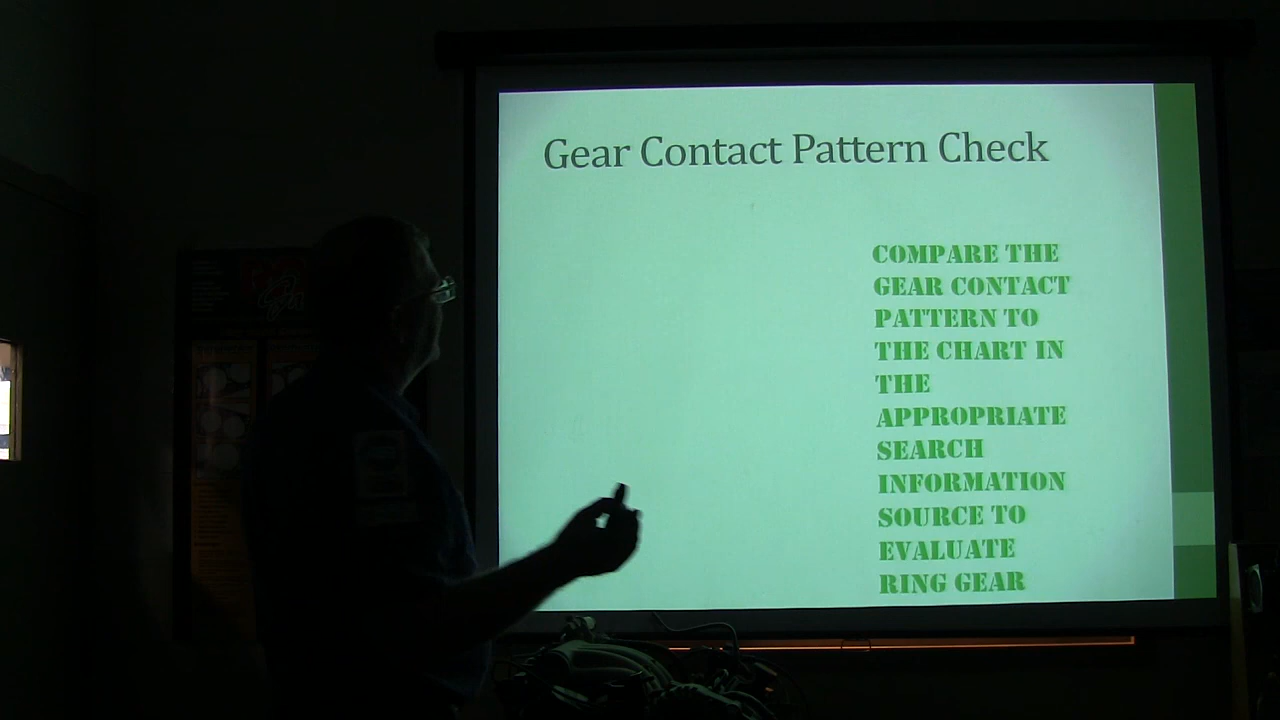 Gear Contact Pattern Check
COMPARE THE
GEAR CONTACT
PATTERN TO
THE CHART IN
THE
APPROPRIATE
SEARCH
INFORMATION
SOURCE TO
EVALUATE
RING GEAR